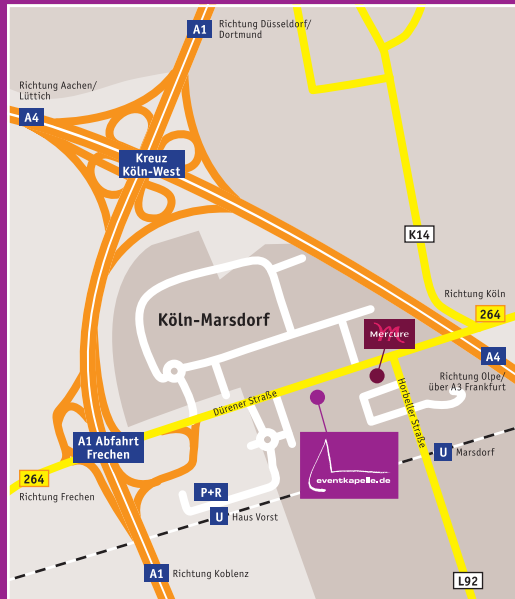 A1
Richtung Düsseldorf/
Dortmund
Richtung Aachen/
Lüttich
A4
Kreuz
Köln-West
K14
Richtung Köln
264
Köln-Marsdorf
Mercure
A4
Richtung Olpe/
über A3 Frankfurt
Dürener Straße
Horbeller Straße
A1 Abfahrt
Frechen
264
Richtung Frechen
eventkapelle.de
U Marsdorf
P+R
U Haus Vorst
A1 Richtung Koblenz
L92